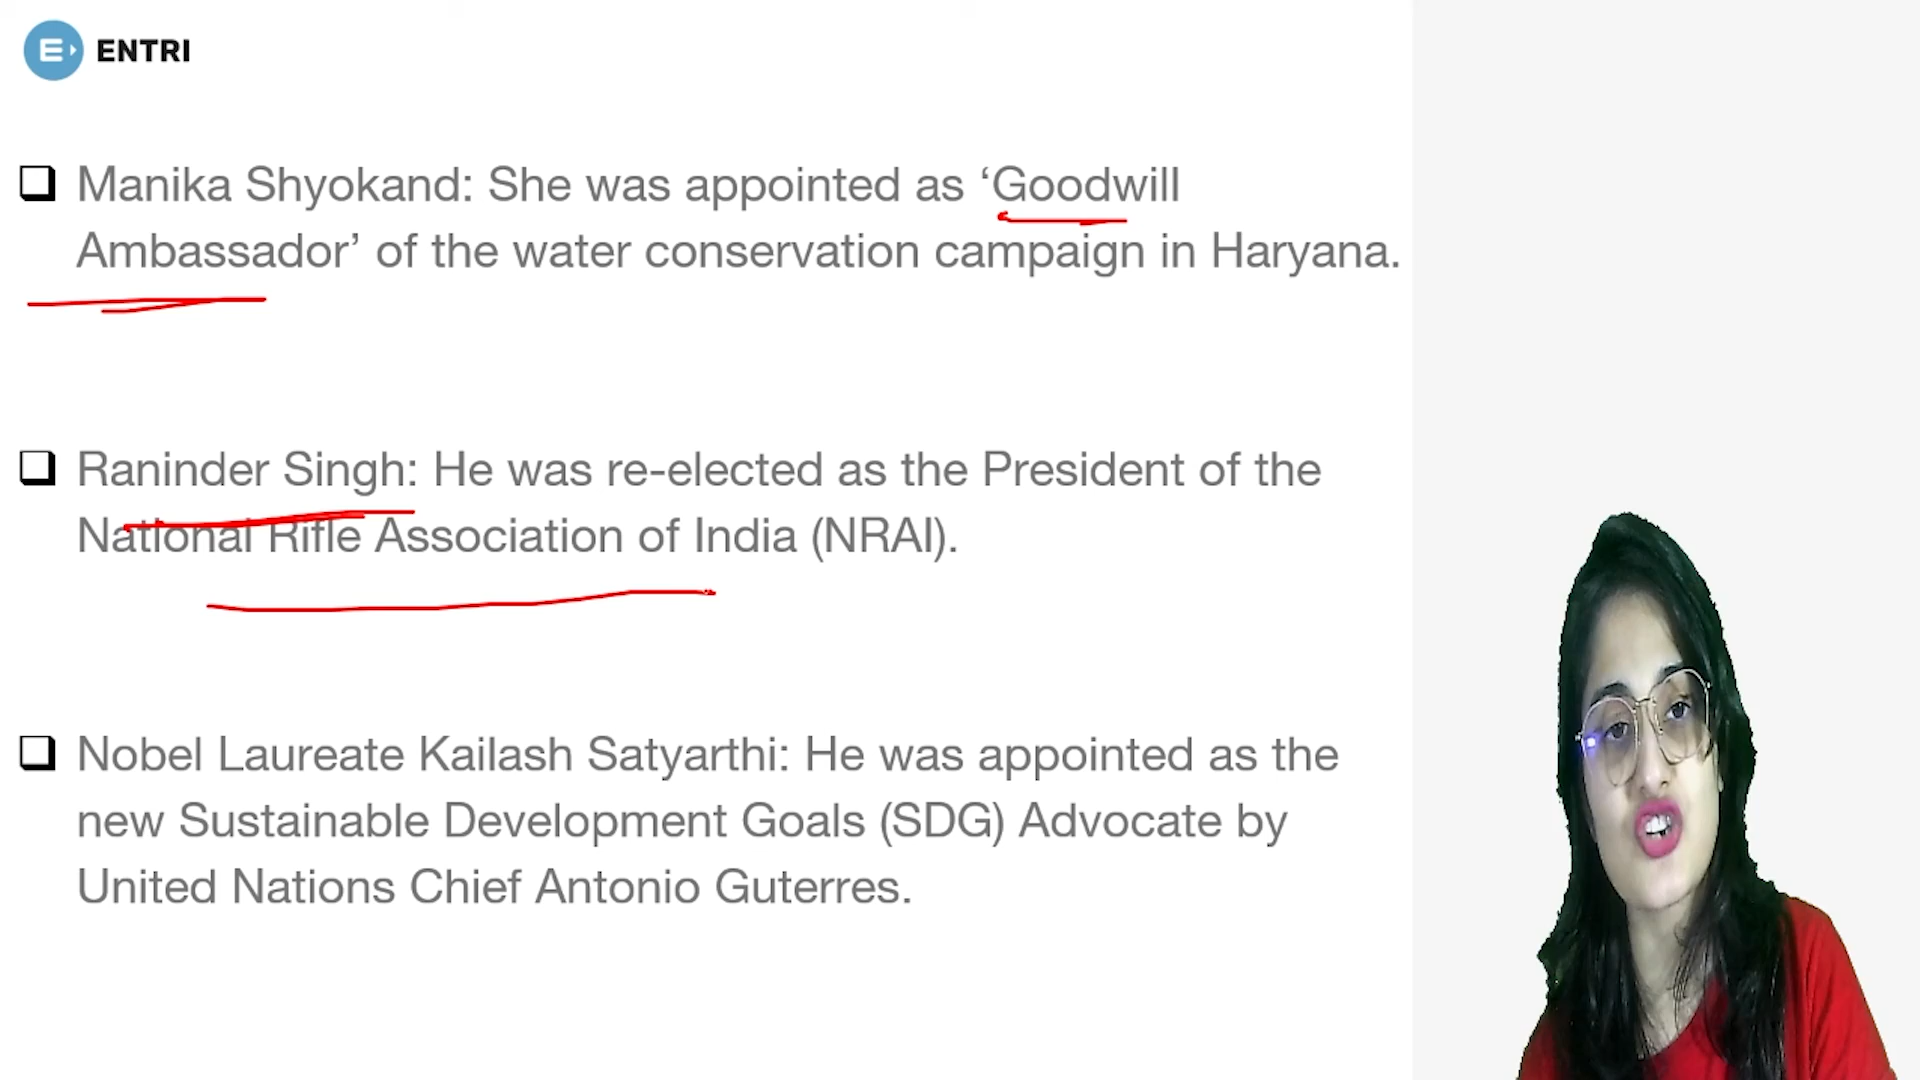 ENTRI
Manika Shyokand: She was appointed as ‘Goodwill
Ambassador’ of the water conservation campaign in Haryana.
Raninder Singh: He was re-elected as the President of the
National Rifle Association of India (NRAI).
Nobel Laureate Kailash Satyarthi: He was appointed as the
new Sustainable Development Goals (SDG) Advocate by
United Nations Chief Antonio Guterres.